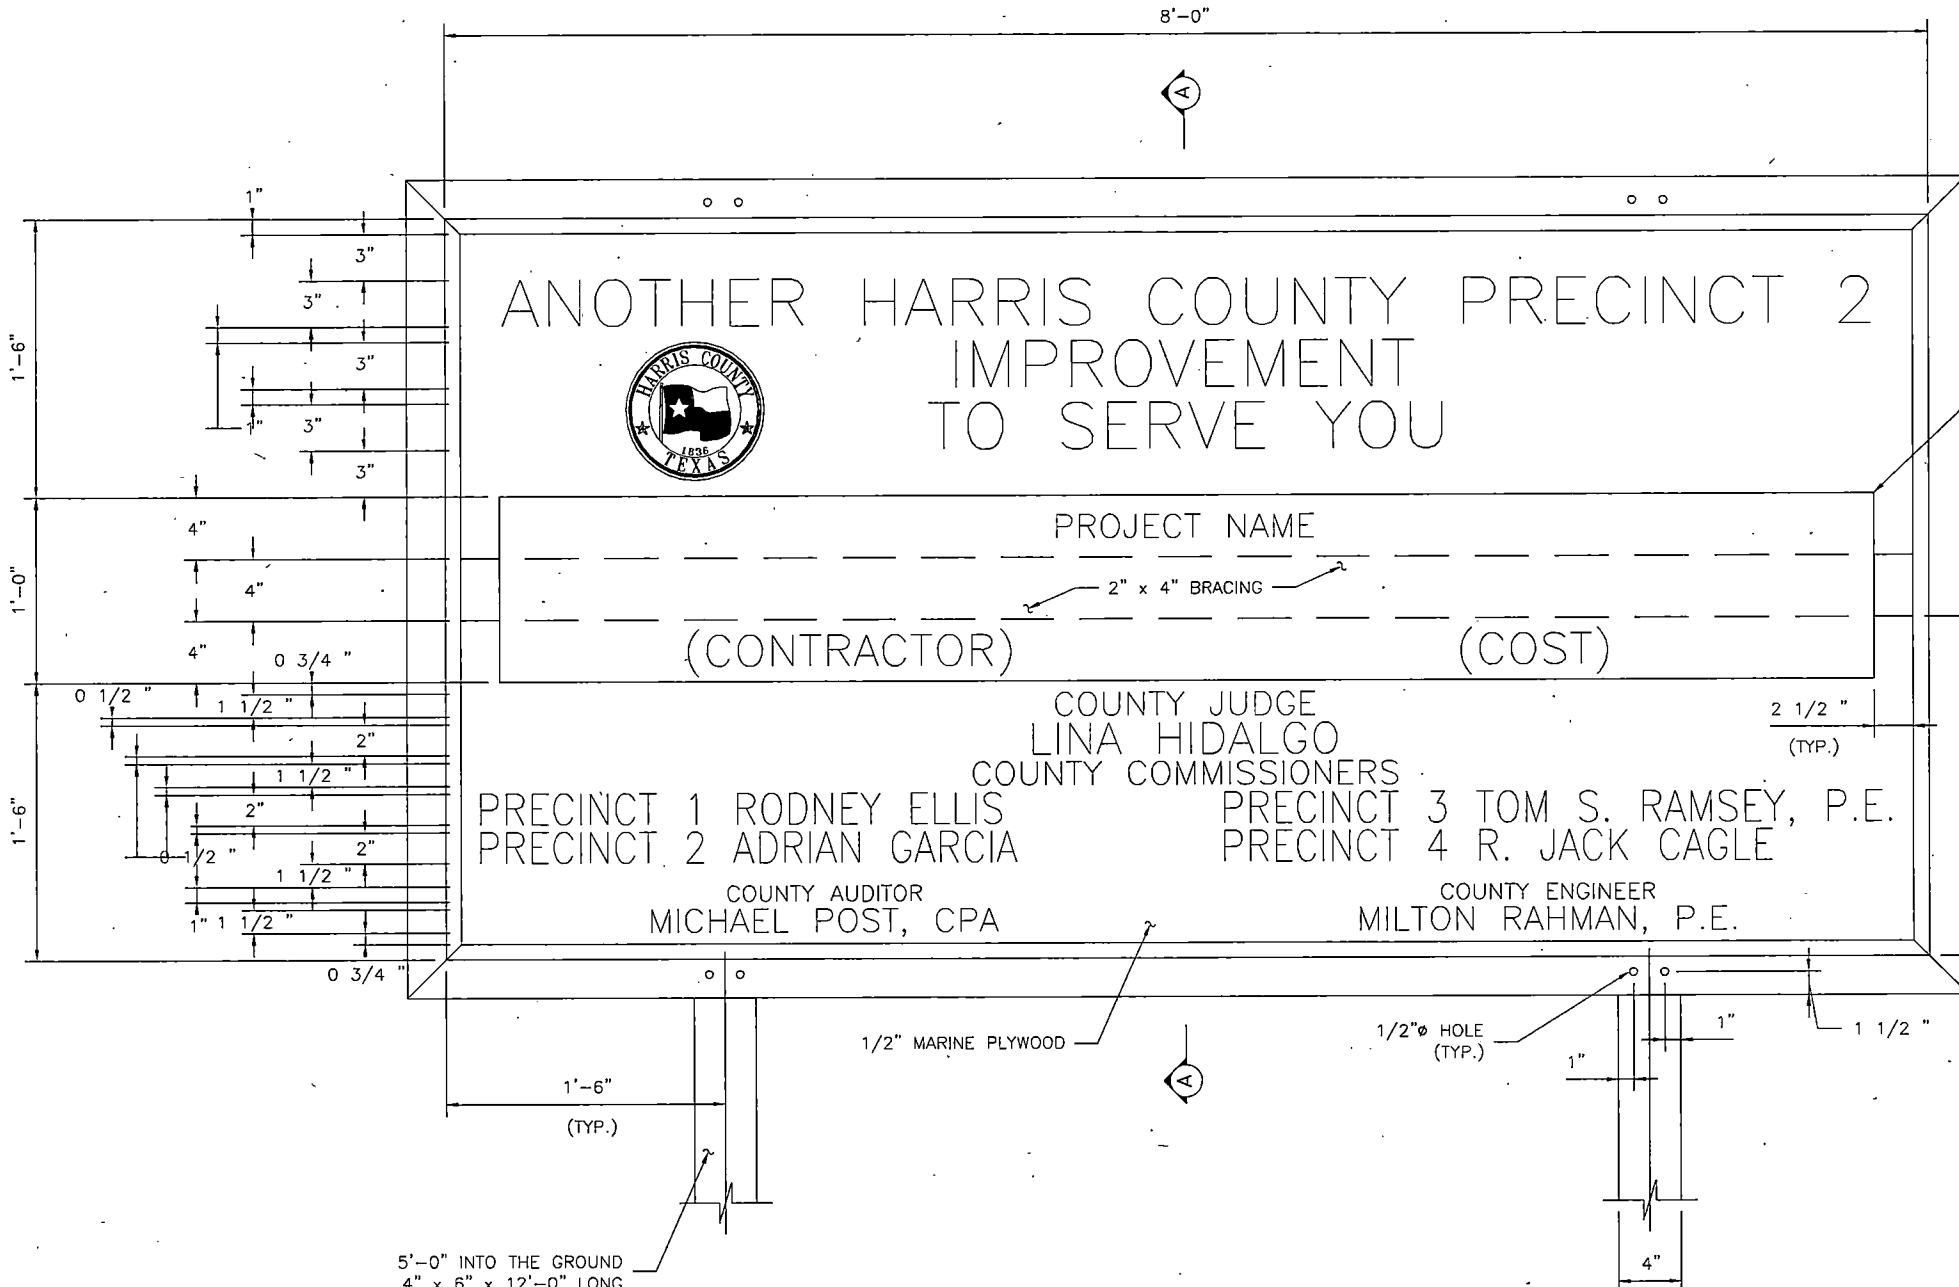 8'-0"
A
1"
3"
3"
3"
1"
3"
3"
1'-6"
ANOTHER HARRIS COUNTY PRECINCT 2
IMPROVEMENT
TO SERVE YOU
HARRIS COUNTY
1836
TEXAS
4"
4"
4"
1'-0"
PROJECT NAME
2" x 4" BRACING
(CONTRACTOR) (COST)
0 3/4 "
0 1/2 "
1 1/2 "
2"
1 1/2 "
2"
0 1/2 "
2"
1 1/2 "
1" 1 1/2 "
0 3/4 "
1'-6"
COUNTY JUDGE
LINA HIDALGO
COUNTY COMMISSIONERS
PRECINCT 1 RODNEY ELLIS PRECINCT 3 TOM S. RAMSEY, P.E.
PRECINCT 2 ADRIAN GARCIA PRECINCT 4 R. JACK CAGLE
COUNTY AUDITOR COUNTY ENGINEER
MICHAEL POST, CPA MILTON RAHMAN, P.E.
2 1/2 "
(TYP.)
1/2" MARINE PLYWOOD
1/2"ø HOLE
(TYP.)
1"
1"
1 1/2 "
A
1'-6"
(TYP.)
5'-0" INTO THE GROUND
4" x 6" x 12'-0" LONG
4"